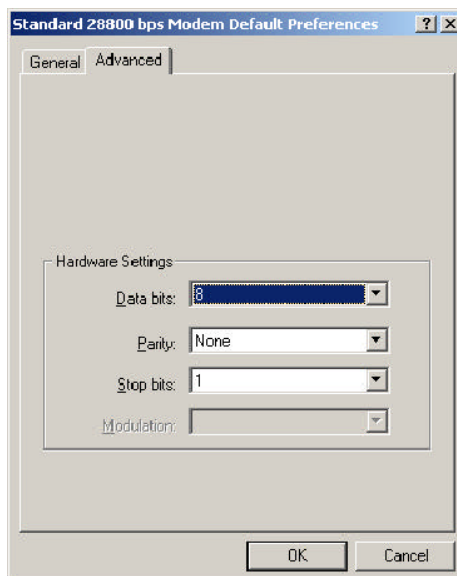 Standard 28800 bps Modem Default Preferences ? X
General Advanced
Hardware Settings
Data bits: 8
Parity: None
Stop bits: 1
Modulation:
OK Cancel